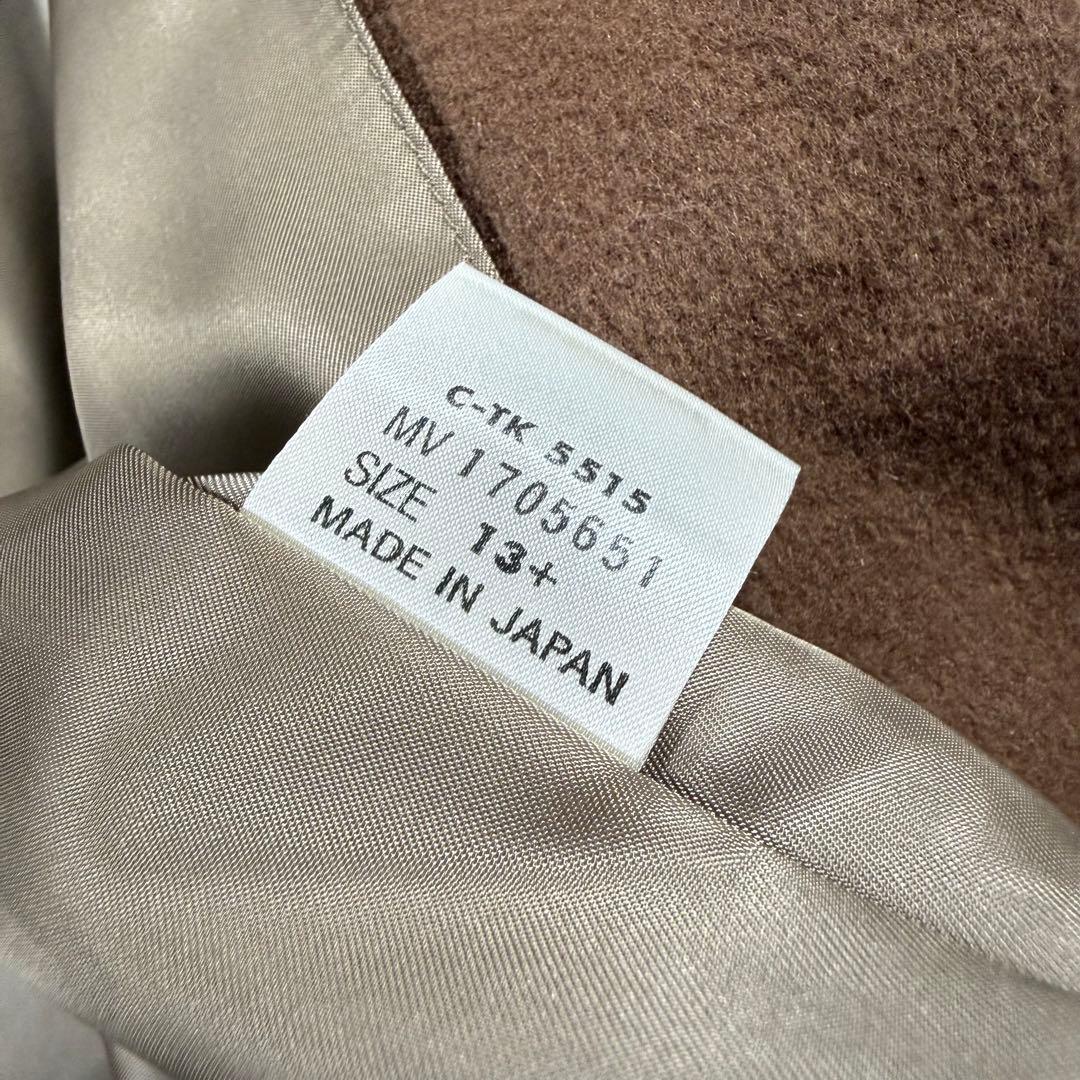 C-TK 5515
MV 1705651
SIZE 13+
MADE IN JAPAN